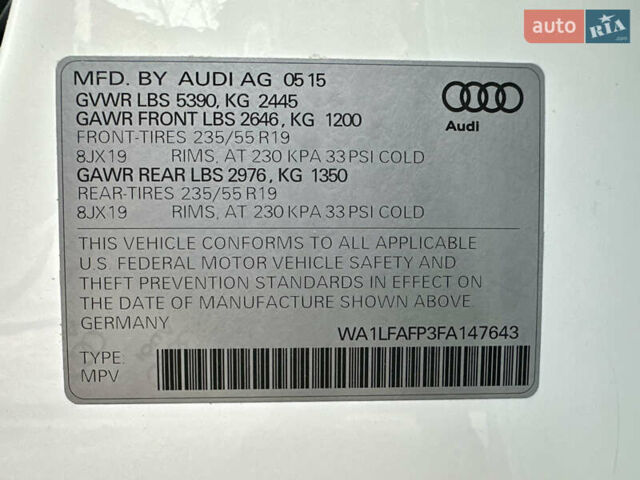 auto RIA.com
MFD. BY AUDI AG 05 15
GVWR LBS 5390, KG 2445
GAWR FRONT LBS 2646, KG 1200
FRONT-TIRES 235/55 R19
8JX19 RIMS, AT 230 KPA 33 PSI COLD
GAWR REAR LBS 2976, KG 1350
REAR-TIRES 235/55 R19
8JX19 RIMS, AT 230 KPA 33 PSI COLD
Audi
THIS VEHICLE CONFORMS TO ALL APPLICABLE
U.S. FEDERAL MOTOR VEHICLE SAFETY AND
THEFT PREVENTION STANDARDS IN EFFECT ON
THE DATE OF MANUFACTURE SHOWN ABOVE.
GERMANY
WA1LFAFP3FA147643
TYPE:
MPV